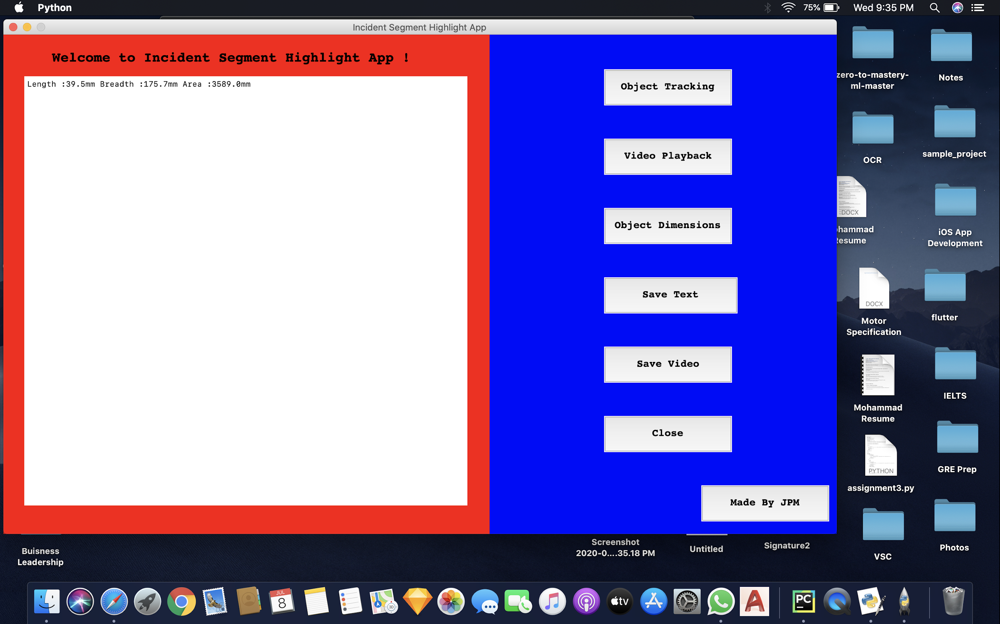 Python
75%
Wed 9:35 PM
Incident Segment Highlight App
Welcome to Incident Segment Highlight App !
Length :39.5mm Breadth :175.7mm Area :3589.0mm
Object Tracking
Video Playback
Object Dimensions
Save Text
Save Video
Close
Made By JPM
zero-to-mastery-
ml-master
Notes
OCR
sample_project
DOCX
hammad
Resume
iOS App
Development
DOCX
Motor
Specification
flutter
Mohammad
Resume
IELTS
PYTHON
assignment3.py
GRE Prep
VSC
Photos
Buisness
Leadership
Screenshot
2020-0....35.18 PM
Untitled
Signature2
JUL
8
3D
tv
PC